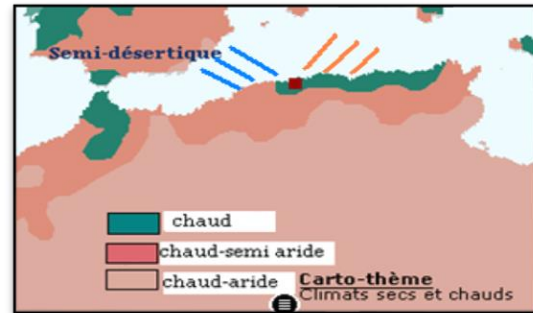 Semi-désertique
chaud
chaud-semi aride
chaud-aride
Carto-thème
Climats secs et chauds